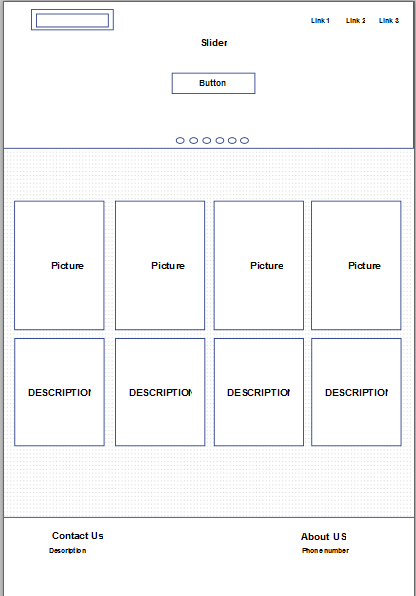 Link 1 Link 2 Link 3
Slider
Button
Picture Picture Picture Picture
DESCRIPTION DESCRIPTION DESCRIPTION DESCRIPTION
Contact Us About US
Description Phone number